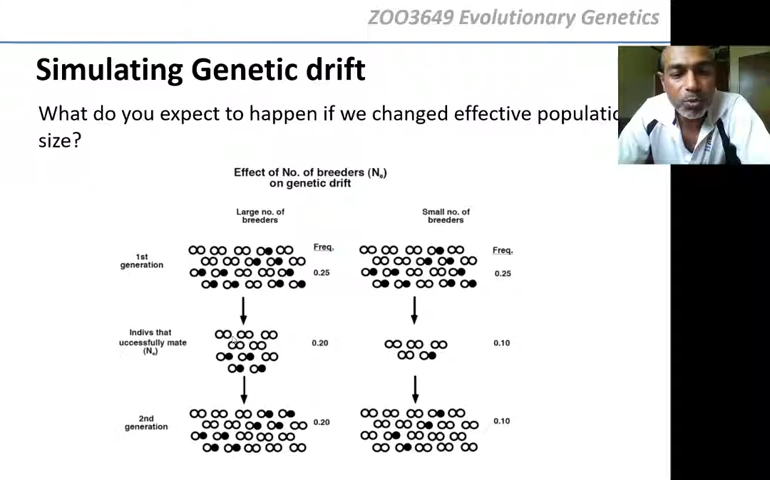 ZOO3649 Evolutionary Genetics
Simulating Genetic drift
What do you expect to happen if we changed effective populatio
size?
Effect of No. of breeders (Ne)
on genetic drift
Large no. of
breeders
Small no. of
breeders
Freq.
Freq.
1st
generation
0.25
0.25
Indivs that
uccessfully mate
(Ne)
0.20
0.10
2nd
generation
0.20
0.10